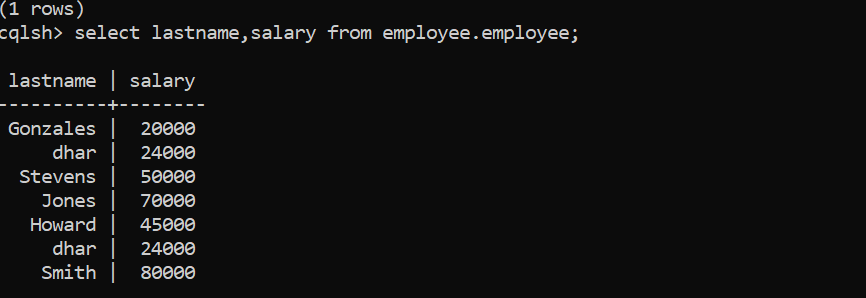 (1 rows)
cqlsh> select lastname,salary from employee.employee;
lastname | salary
----------+--------
Gonzales | 20000
dhar | 24000
Stevens | 50000
Jones | 70000
Howard | 45000
dhar | 24000
Smith | 80000